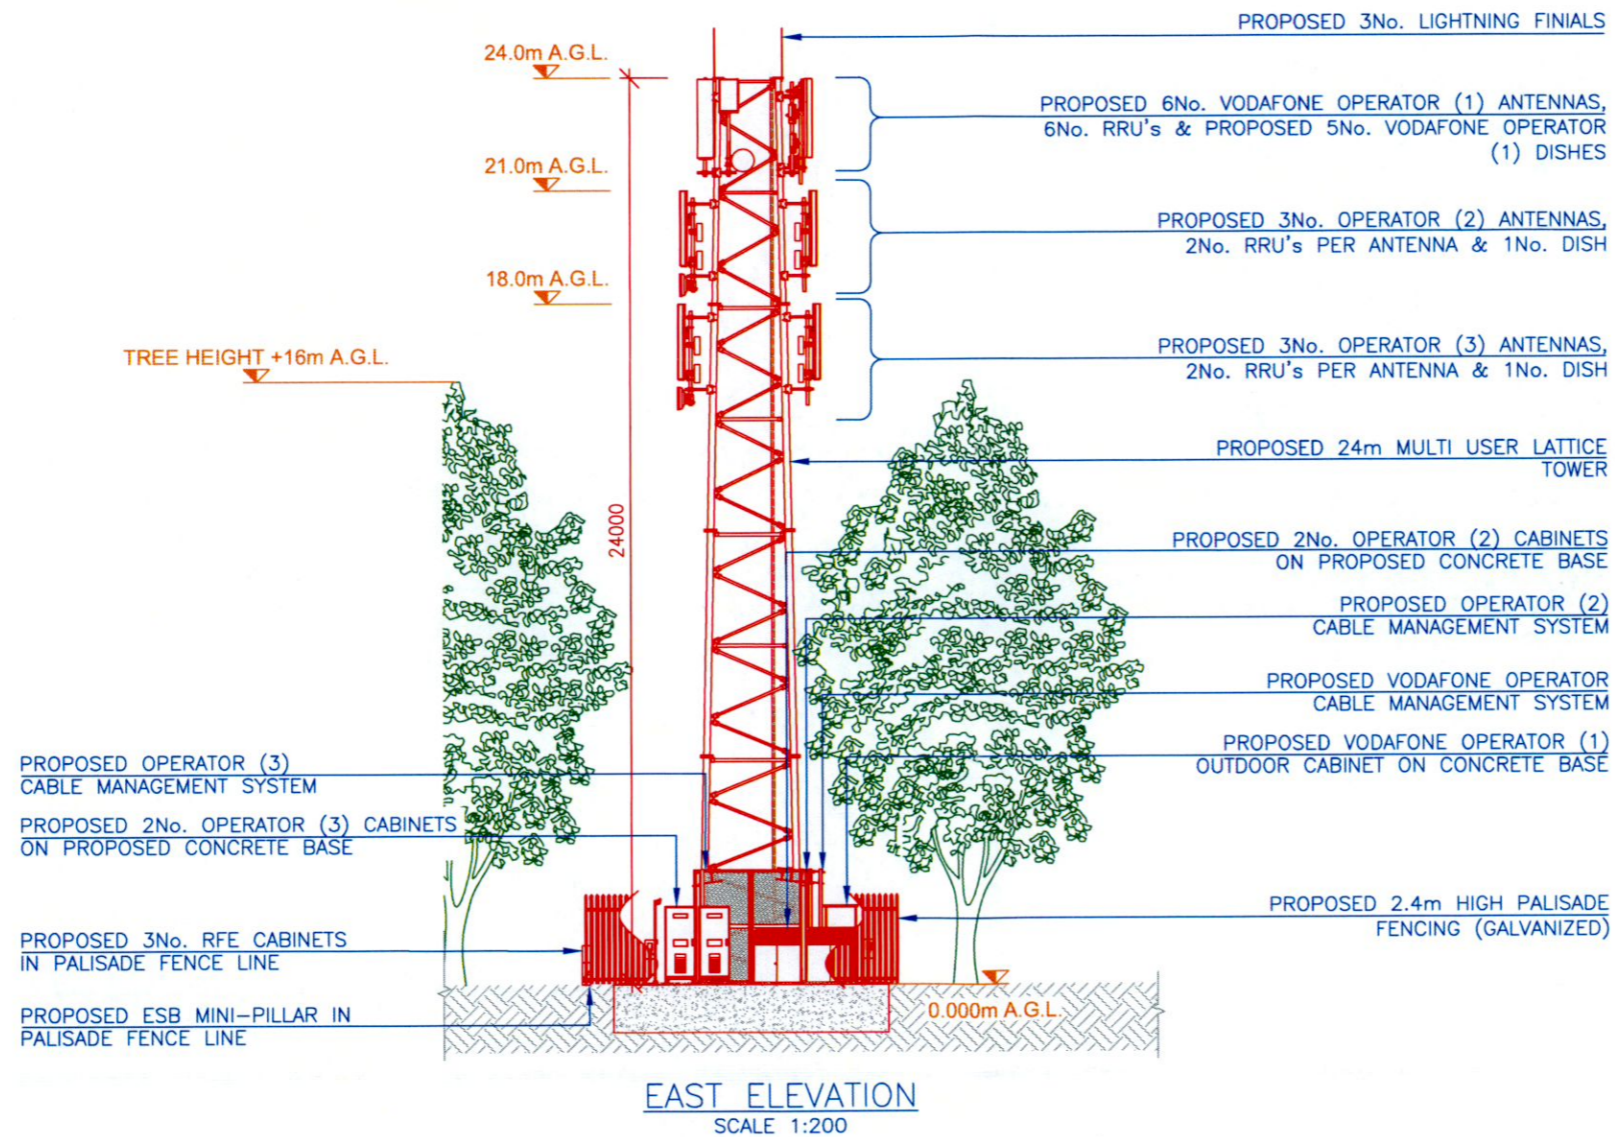 PROPOSED 3No. LIGHTNING FINIALS
24.0m A.G.L.
PROPOSED 6No. VODAFONE OPERATOR (1) ANTENNAS,
6No. RRU's & PROPOSED 5No. VODAFONE OPERATOR
(1) DISHES
21.0m A.G.L.
PROPOSED 3No. OPERATOR (2) ANTENNAS,
2No. RRU's PER ANTENNA & 1No. DISH
18.0m A.G.L.
PROPOSED 3No. OPERATOR (3) ANTENNAS,
2No. RRU's PER ANTENNA & 1No. DISH
TREE HEIGHT +16m A.G.L.
PROPOSED 24m MULTI USER LATTICE
TOWER
24000
PROPOSED 2No. OPERATOR (2) CABINETS
ON PROPOSED CONCRETE BASE
PROPOSED OPERATOR (2)
CABLE MANAGEMENT SYSTEM
PROPOSED VODAFONE OPERATOR
CABLE MANAGEMENT SYSTEM
PROPOSED VODAFONE OPERATOR (1)
OUTDOOR CABINET ON CONCRETE BASE
PROPOSED OPERATOR (3)
CABLE MANAGEMENT SYSTEM
PROPOSED 2No. OPERATOR (3) CABINETS
ON PROPOSED CONCRETE BASE
PROPOSED 2.4m HIGH PALISADE
FENCING (GALVANIZED)
PROPOSED 3No. RFE CABINETS
IN PALISADE FENCE LINE
PROPOSED ESB MINI-PILLAR IN
PALISADE FENCE LINE
0.000m A.G.L.
EAST ELEVATION
SCALE 1:200